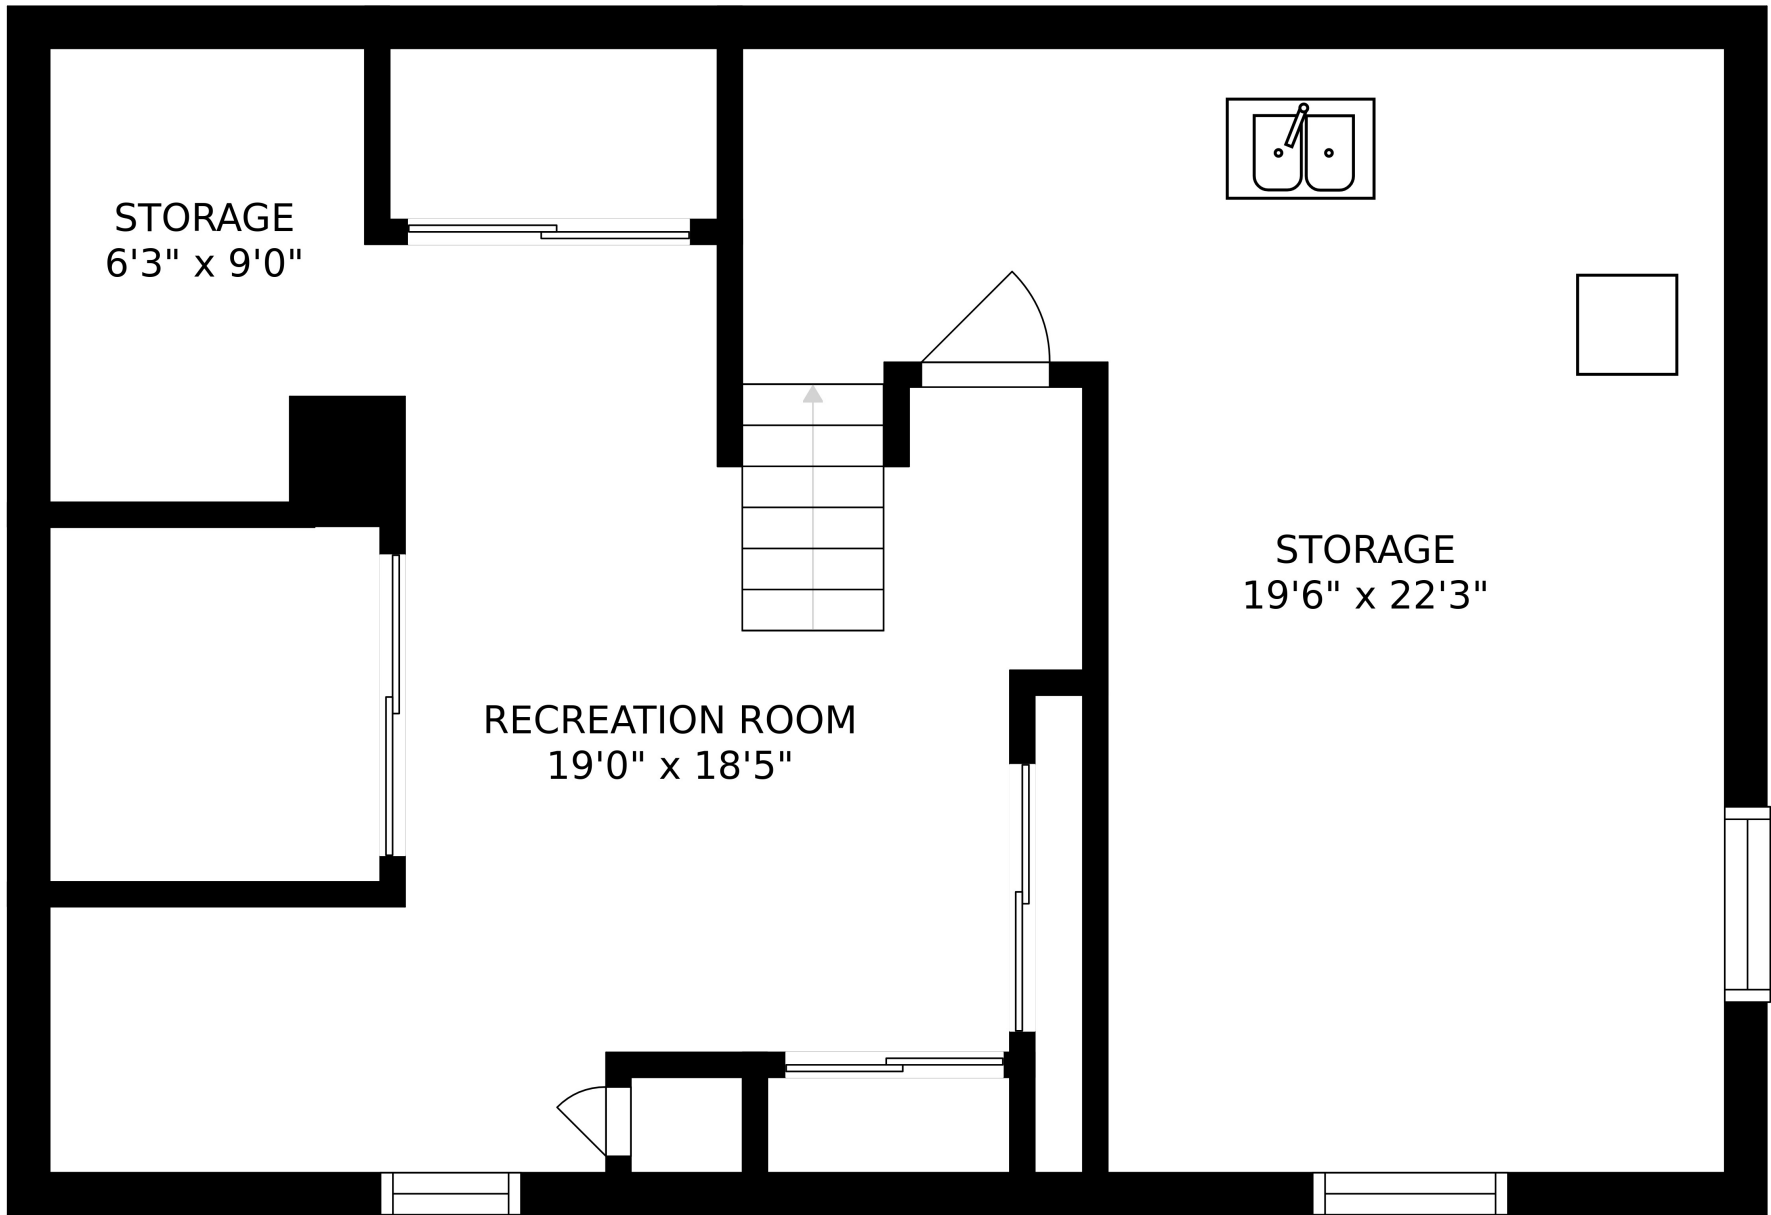 STORAGE
6'3" x 9'0"
STORAGE
19'6" x 22'3"
RECREATION ROOM
19'0" x 18'5"